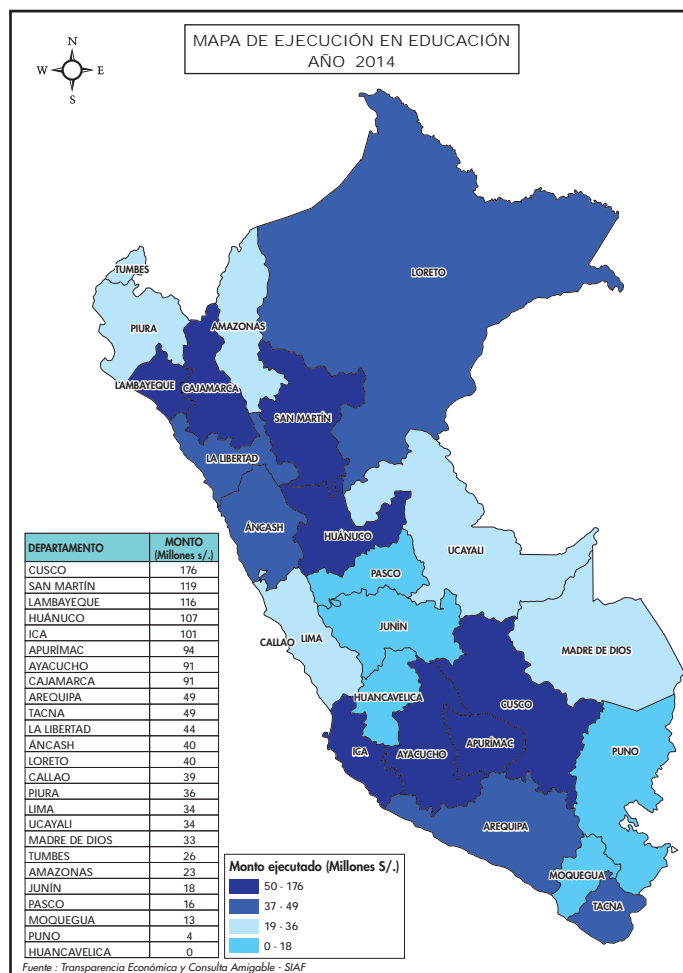 MAPA DE EJECUCIÓN EN EDUCACIÓN
AÑO 2014
N
W E
S
LORETO
TUMBES
AMAZONAS
PIURA
LAMBAYEQUE
CAJAMARCA
SAN MARTÍN
LA LIBERTAD
ÁNCASH
HUÁNUCO
UCAYALI
PASCO
JUNÍN
CALLAO
LIMA
MADRE DE DIOS
HUANCAVELICA
CUSCO
ICA
AYACUCHO
APURÍMAC
PUNO
AREQUIPA
MOQUEGUA
TACNA
DEPARTAMENTO MONTO
(Millones s/.)
CUSCO 176
SAN MARTÍN 119
LAMBAYEQUE 116
HUÁNUCO 107
ICA 101
APURÍMAC 94
AYACUCHO 91
CAJAMARCA 91
AREQUIPA 49
TACNA 49
LA LIBERTAD 44
ÁNCASH 40
LORETO 40
CALLAO 39
PIURA 36
LIMA 34
UCAYALI 34
MADRE DE DIOS 33
TUMBES 26
AMAZONAS 23
JUNÍN 18
PASCO 16
MOQUEGUA 13
PUNO 4
HUANCAVELICA 0
Monto ejecutado (Millones S/.)
50 - 176
37 - 49
19 - 36
0 - 18
Fuente : Transparencia Económica y Consulta Amigable - SIAF